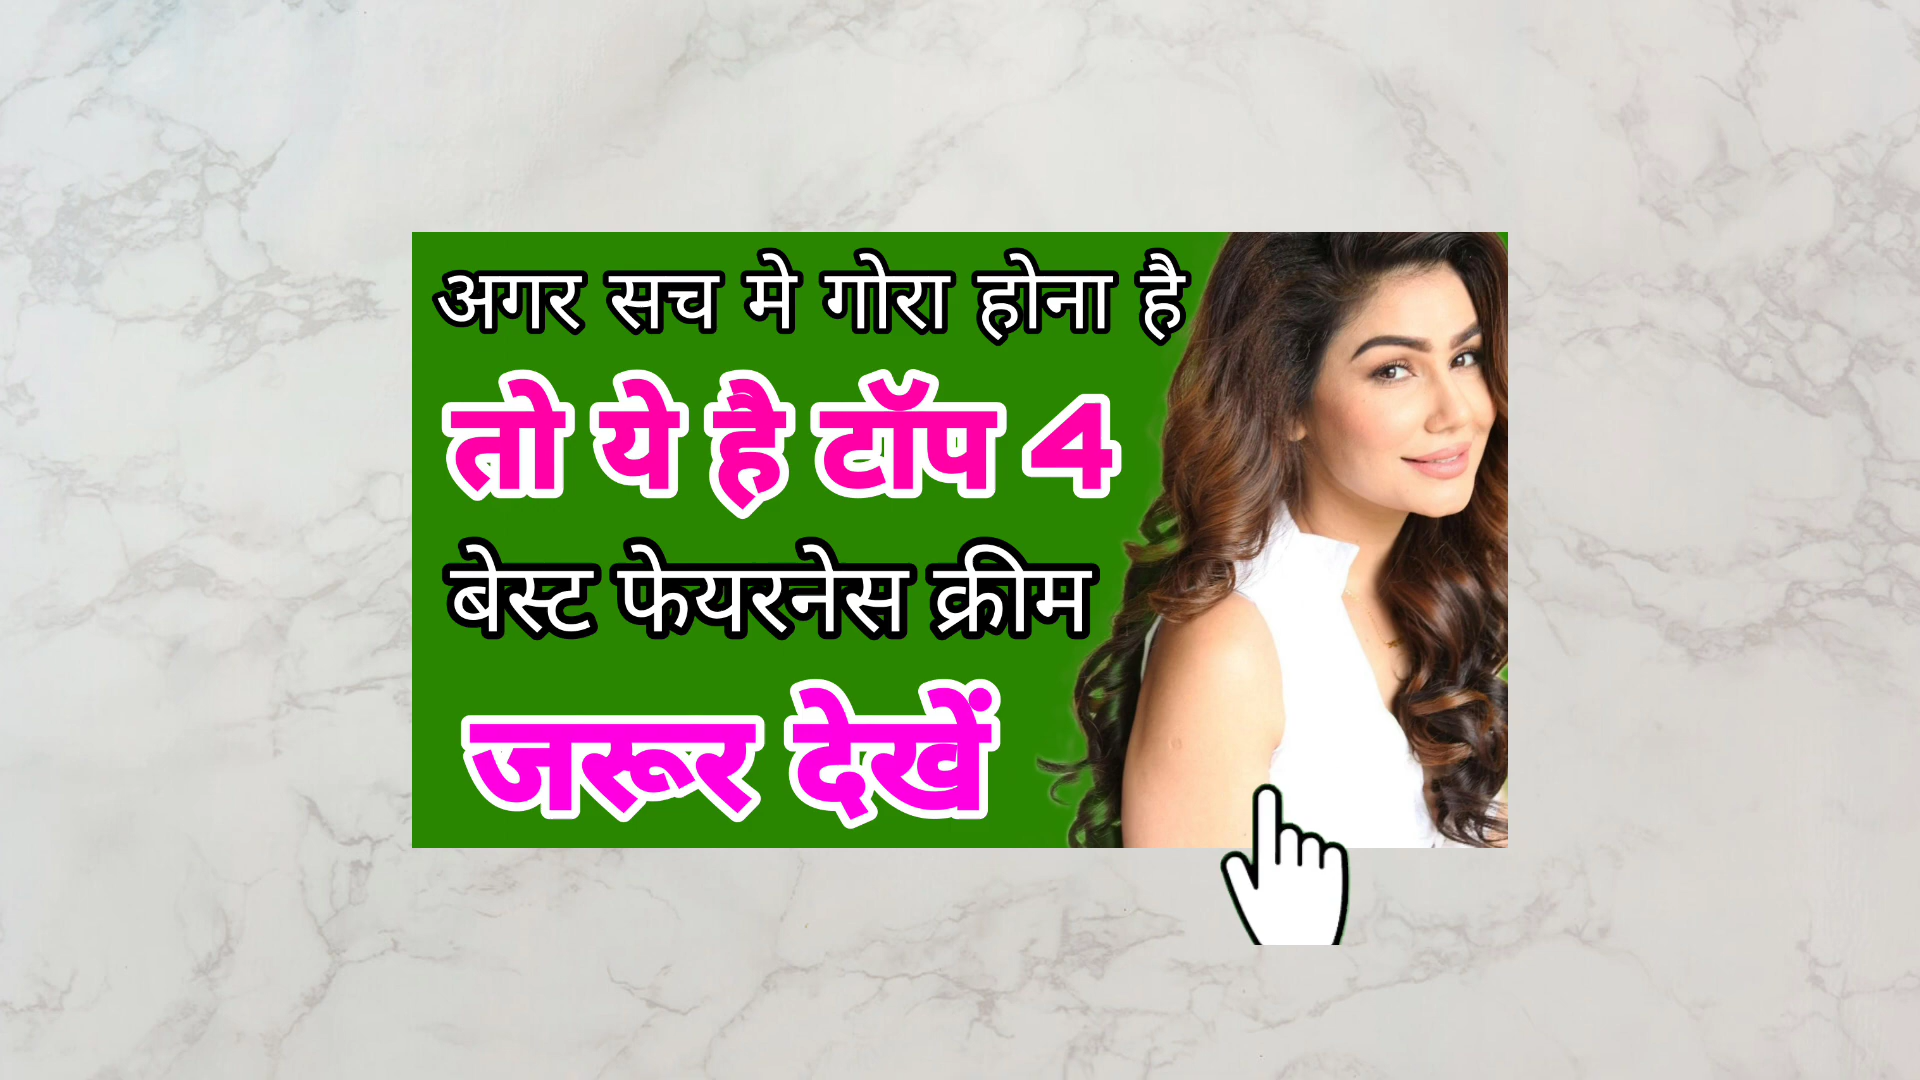 अगर सच मे गोरा होना है
तो ये है टॉप 4
बेस्ट फेयरनेस क्रीम
जरूर देखें